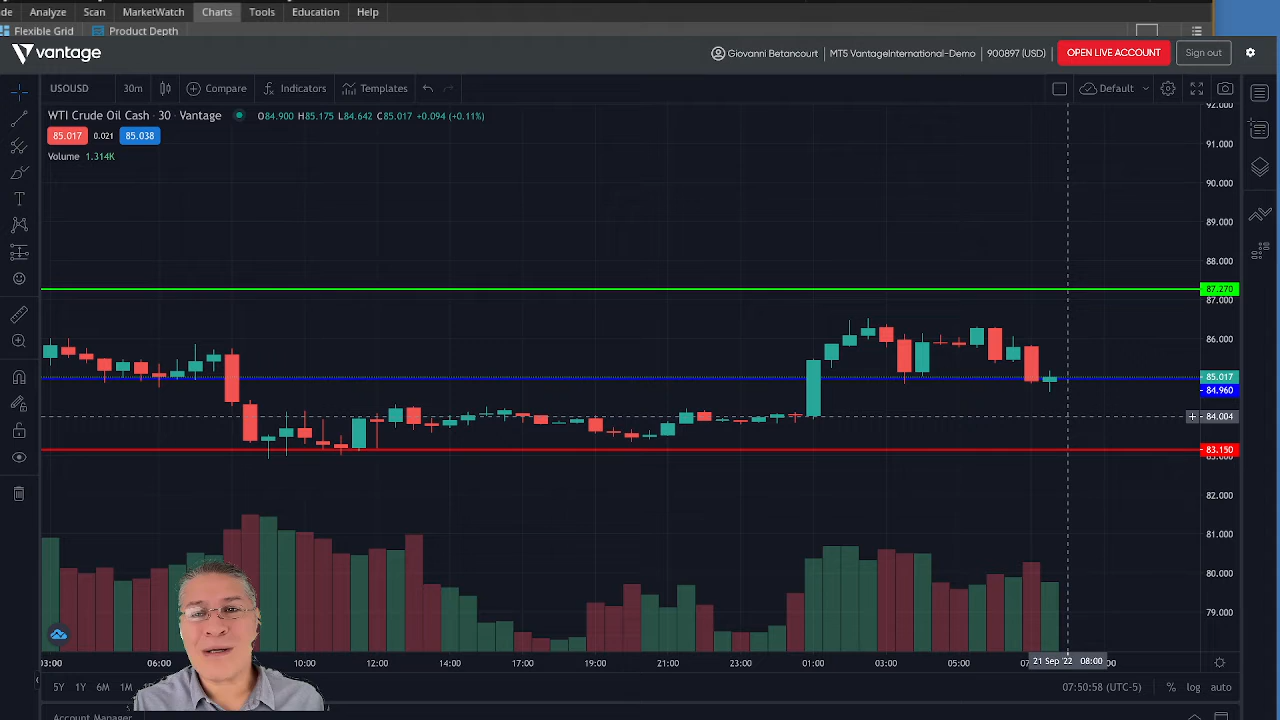 Analyze Scan MarketWatch Charts Tools Education Help
Flexible Grid Product Depth
vantage Giovanni Betancourt MT5 VantageInternational-Demo 900897 (USD) OPEN LIVE ACCOUNT Sign out
USOUSD 30m Compare Indicators Templates Default
WTI Crude Oil Cash · 30 · Vantage O84.900 H85.175 L84.642 C85.017 +0.094 (+0.11%)
85.017 0.021 85.038
Volume 1.314K
92.000
91.000
90.000
89.000
88.000
87.270
87.000
86.000
85.017
84.960
84.004
83.150
83.000
82.000
81.000
80.000
79.000
03:00 06:00 10:00 12:00 14:00 17:00 19:00 21:00 23:00 01:00 03:00 05:00 21 Sep '22 08:00
5Y 1Y 6M 1M 07:50:58 (UTC-5) % log auto
Account Manager